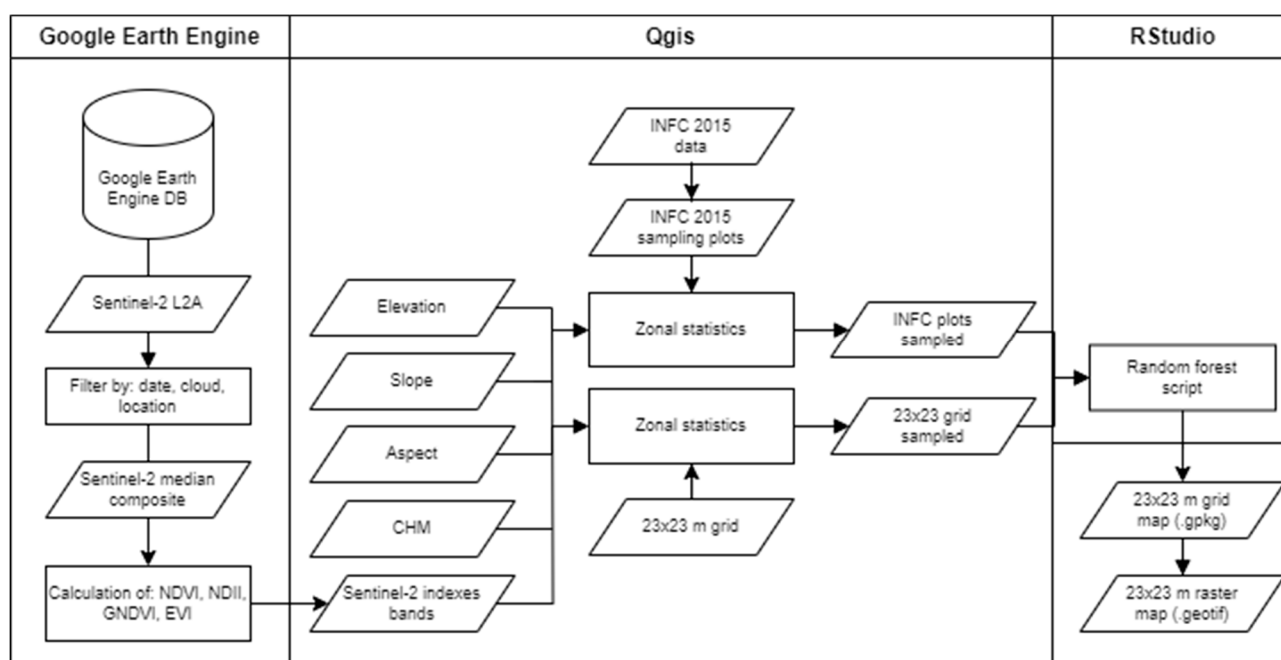 Google Earth Engine
Qgis
RStudio
Google Earth
Engine DB
Sentinel-2 L2A
Filter by: date, cloud,
location
Sentinel-2 median
composite
Calculation of: NDVI, NDII,
GNDVI, EVI
INFC 2015
data
INFC 2015
sampling plots
Elevation
Slope
Aspect
CHM
Sentinel-2 indexes
bands
Zonal statistics
Zonal statistics
23x23 m grid
INFC plots
sampled
23x23 grid
sampled
Random forest
script
23x23 m grid
map (.gpkg)
23x23 m raster
map (.geotif)